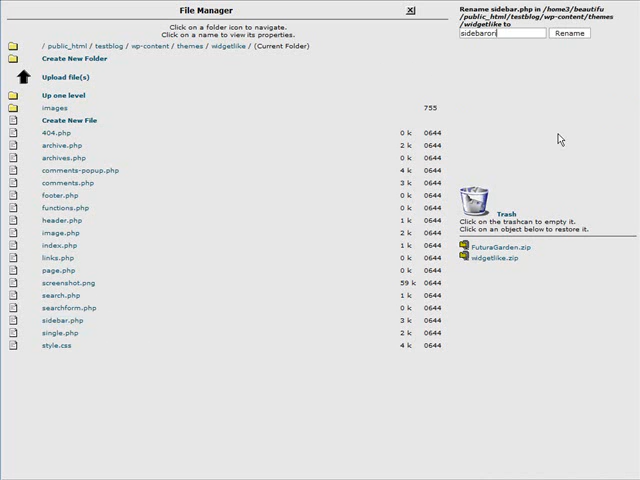 File Manager
Click on a folder icon to navigate.
Click on a name to view its properties.
/ public_html / testblog / wp-content / themes / widgetlike / (Current Folder)
Create New Folder
Upload file(s)
Up one level
images 755
Create New File
404.php 0 k 0644
archive.php 2 k 0644
archives.php 0 k 0644
comments-popup.php 4 k 0644
comments.php 3 k 0644
footer.php 0 k 0644
functions.php 0 k 0644
header.php 1 k 0644
image.php 2 k 0644
index.php 1 k 0644
links.php 0 k 0644
page.php 0 k 0644
screenshot.png 59 k 0644
search.php 1 k 0644
searchform.php 0 k 0644
sidebar.php 3 k 0644
single.php 2 k 0644
style.css 4 k 0644
Rename sidebar.php in /home3/beautifu
/public_html/testblog/wp-content/themes
/widgetlike to
sidebarori Rename
Trash
Click on the trashcan to empty it.
Click on an object below to restore it.
FuturaGarden.zip
widgetlike.zip